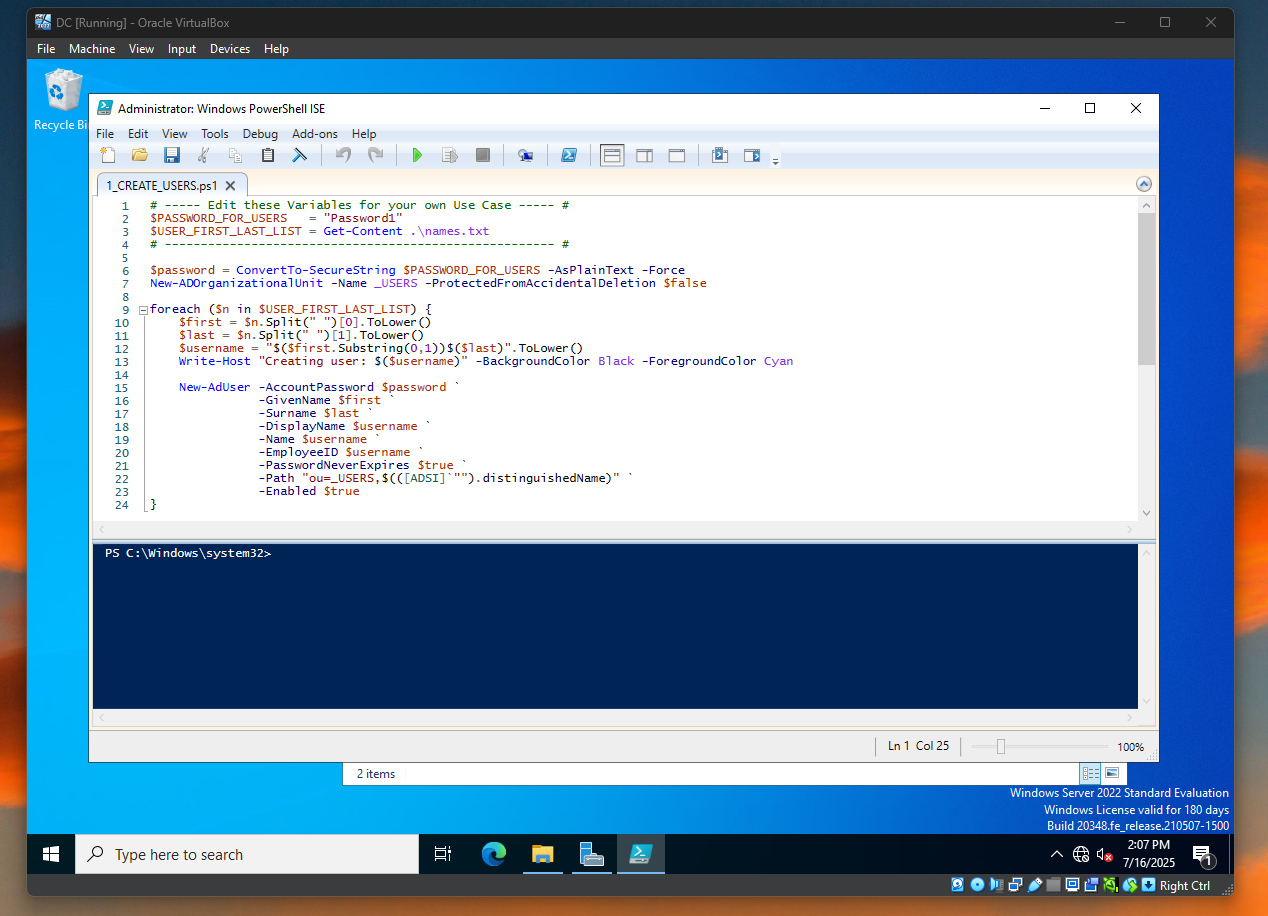 DC [Running] - Oracle VirtualBox
File Machine View Input Devices Help
Recycle Bi
Administrator: Windows PowerShell ISE
File Edit View Tools Debug Add-ons Help
1_CREATE_USERS.ps1
1 # ----- Edit these Variables for your own Use Case ----- #
2 $PASSWORD_FOR_USERS   = "Password1"
3 $USER_FIRST_LAST_LIST = Get-Content .\names.txt
4 # ------------------------------------------------------ #
5
6 $password = ConvertTo-SecureString $PASSWORD_FOR_USERS -AsPlainText -Force
7 New-ADOrganizationalUnit -Name _USERS -ProtectedFromAccidentalDeletion $false
8
9 foreach ($n in $USER_FIRST_LAST_LIST) {
10     $first = $n.Split(" ")[0].ToLower()
11     $last = $n.Split(" ")[1].ToLower()
12     $username = "$($first.Substring(0,1))$($last)".ToLower()
13     Write-Host "Creating user: $($username)" -BackgroundColor Black -ForegroundColor Cyan
14
15     New-AdUser -AccountPassword $password `
16                -GivenName $first `
17                -Surname $last `
18                -DisplayName $username `
19                -Name $username `
20                -EmployeeID $username `
21                -PasswordNeverExpires $true `
22                -Path "ou=_USERS,$(([ADSI]`"").distinguishedName)" `
23                -Enabled $true
24 }
PS C:\Windows\system32>
Ln 1 Col 25
100%
2 items
Windows Server 2022 Standard Evaluation
Windows License valid for 180 days
Build 20348.fe_release.210507-1500
Type here to search
2:07 PM
7/16/2025
1
Right Ctrl